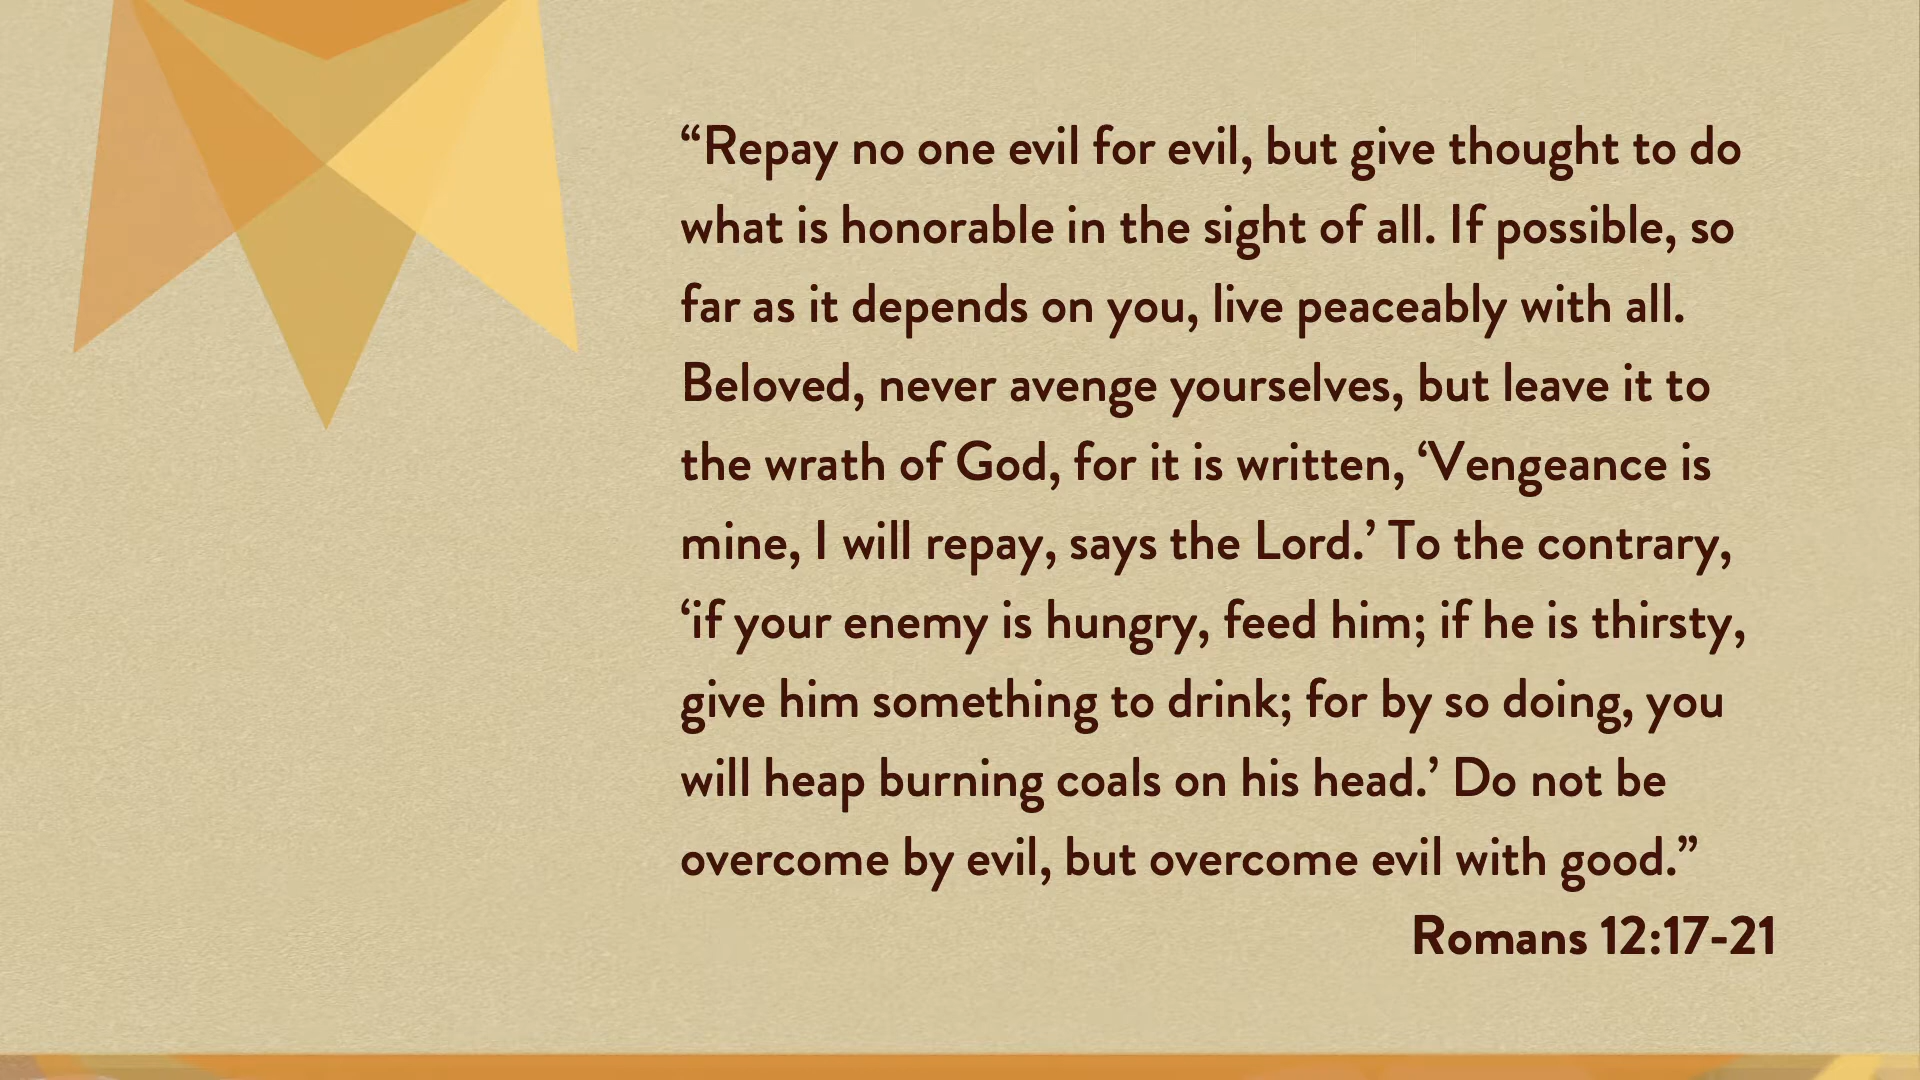 “Repay no one evil for evil, but give thought to do
what is honorable in the sight of all. If possible, so
far as it depends on you, live peaceably with all.
Beloved, never avenge yourselves, but leave it to
the wrath of God, for it is written, ‘Vengeance is
mine, I will repay, says the Lord.’ To the contrary,
‘if your enemy is hungry, feed him; if he is thirsty,
give him something to drink; for by so doing, you
will heap burning coals on his head.’ Do not be
overcome by evil, but overcome evil with good.”
Romans 12:17-21